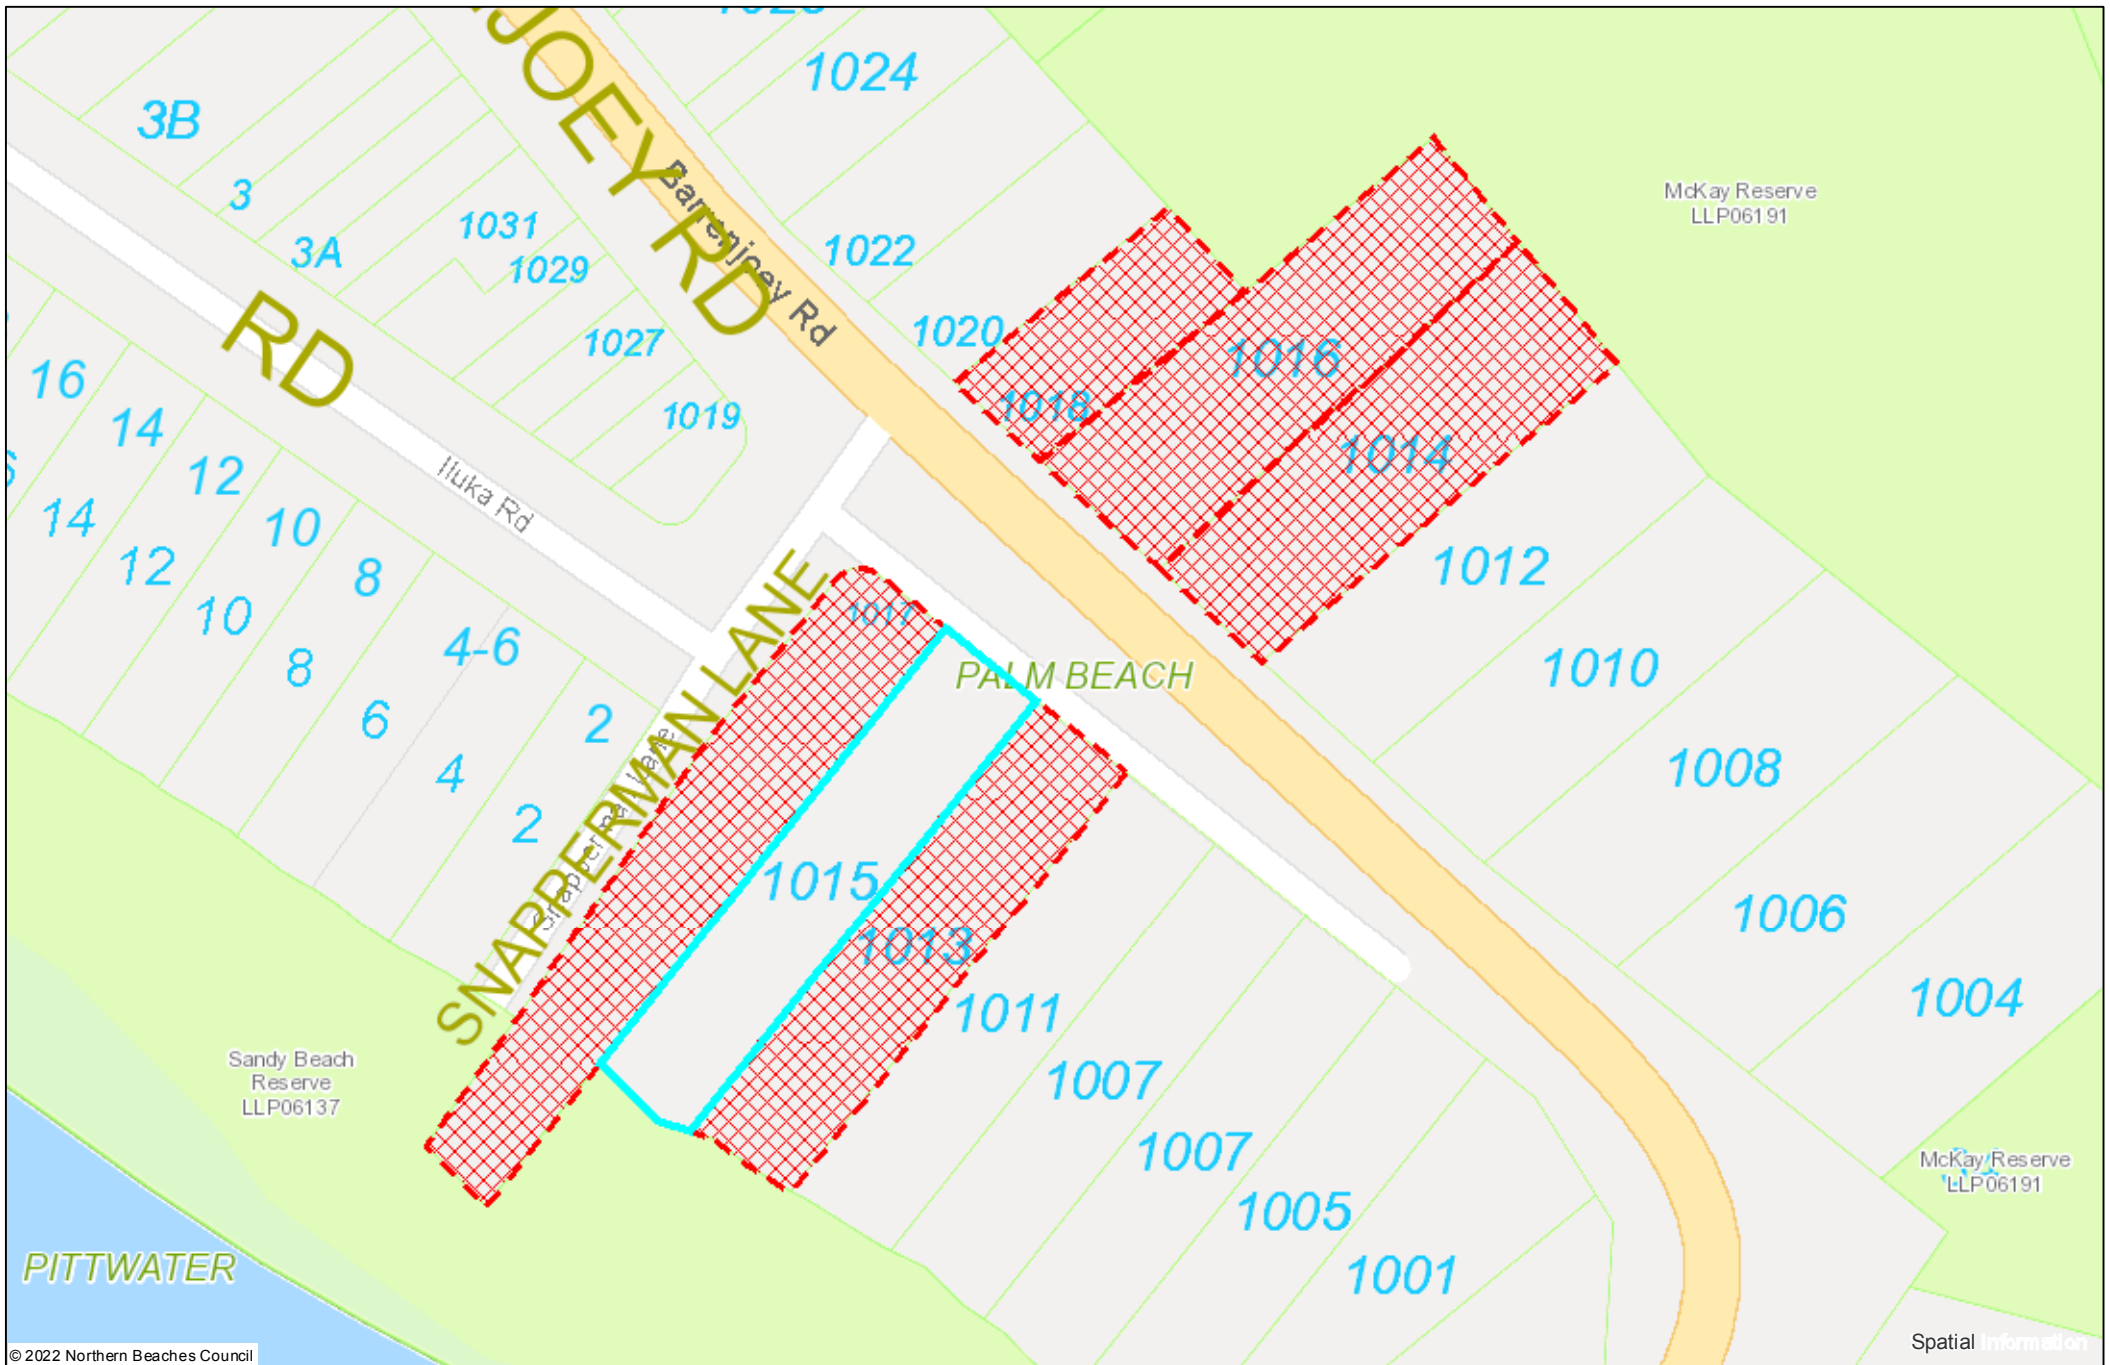 1024
3B
McKay Reserve
LLP06191
3
1031
Barrenjoey Rd
JOEY RD
3A
1029
1022
1020
1027
1016
RD
16
1018
1019
14
1014
12
Iluka Rd
14
10
1012
12
8
10
1017
4-6
8
PALM BEACH
1010
6
2
4
1008
2
SNAPPERMAN LANE
Snapperman Lane
1015
1006
1013
1004
1011
Sandy Beach
Reserve
LLP06137
1007
1007
McKay Reserve
LLP06191
1005
PITTWATER
1001
Spatial Information
© 2022 Northern Beaches Council